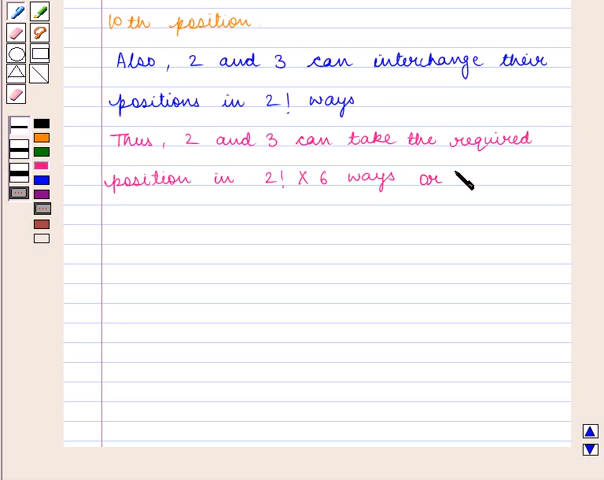 10th position
Also, 2 and 3 can interchange their
positions in 2! ways
Thus, 2 and 3 can take the required
position in 2! X 6 ways or